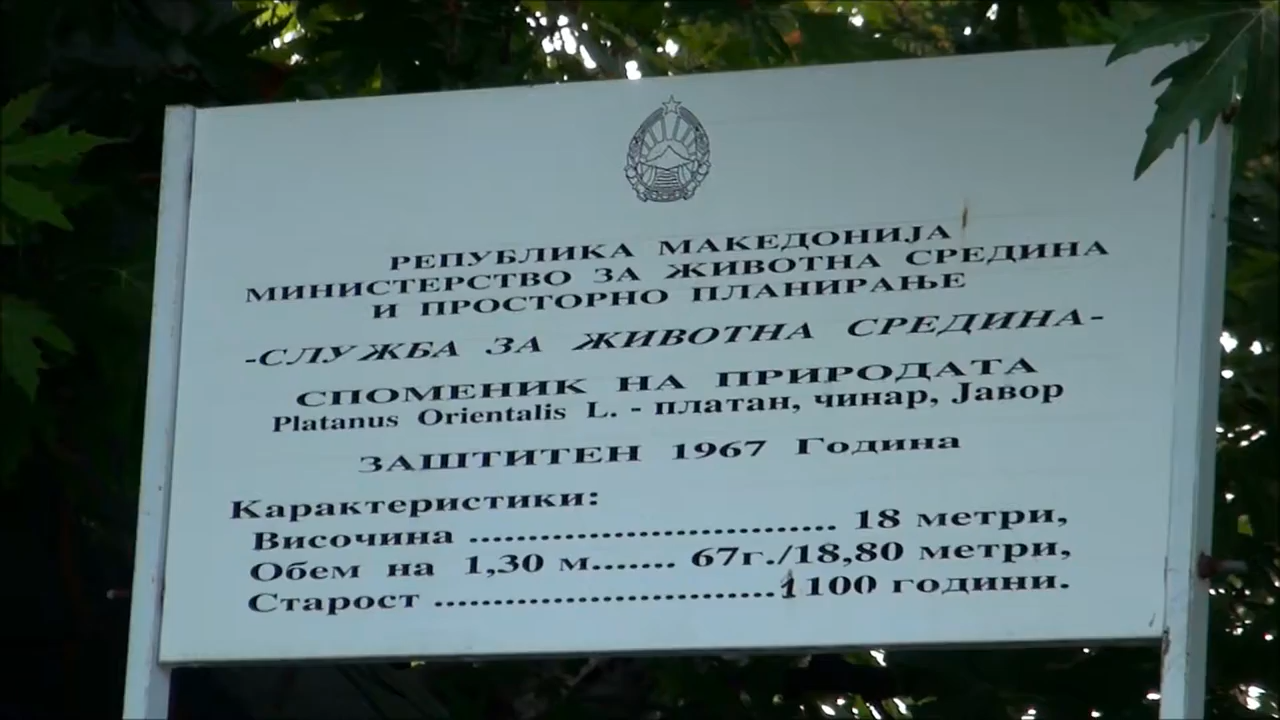 РЕПУБЛИКА МАКЕДОНИЈА
МИНИСТЕРСТВО ЗА ЖИВОТНА СРЕДИНА
И ПРОСТОРНО ПЛАНИРАЊЕ
-СЛУЖБА ЗА ЖИВОТНА СРЕДИНА-
СПОМЕНИК НА ПРИРОДАТА
Platanus Orientalis L. - платан, чинар, Јавор
ЗАШТИТЕН 1967 Година
Карактеристики:
Височина ............................ 18 метри,
Обем на 1,30 м....... 67г./18,80 метри,
Старост ............................1100 години.